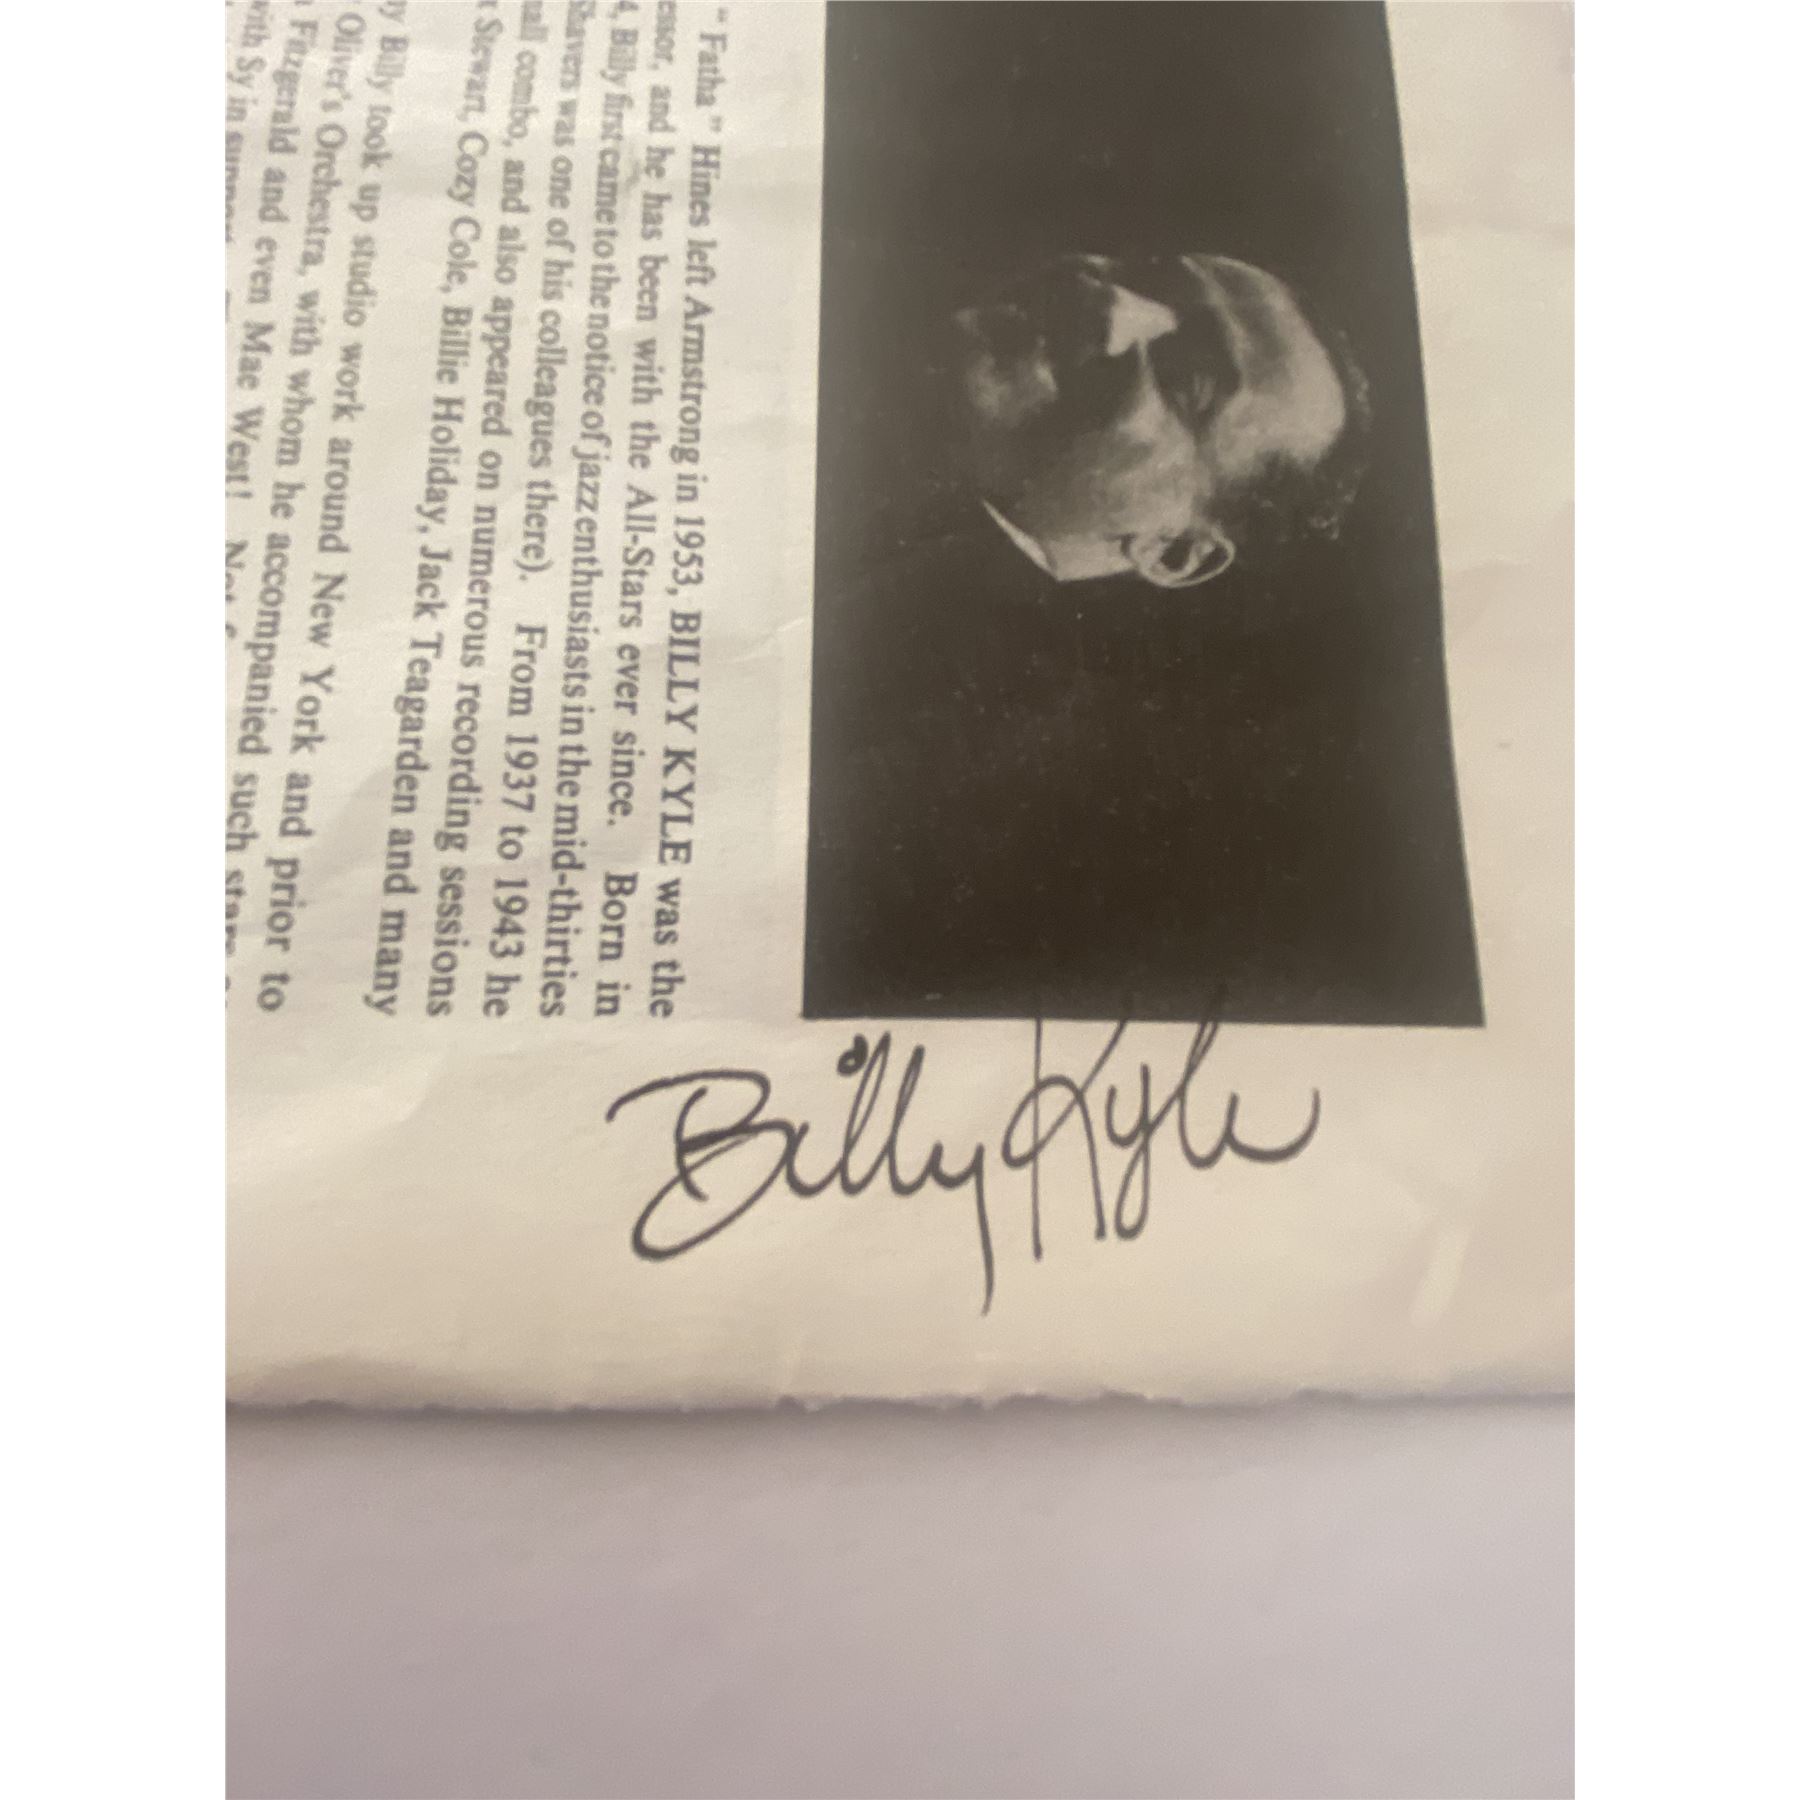 " Fatha " Hines left Armstrong in 1953, BILLY KYLE was the
and he has been with the All-Stars ever since. Born in
4, Billy first came to the notice of jazz enthusiasts in the mid-thirties
Shavers was one of his colleagues there). From 1937 to 1943 he
combo, and also appeared on numerous recording sessions
Stewart, Cozy Cole, Billie Holiday, Jack Teagarden and many
Billy took up studio work around New York and prior to
Oliver's Orchestra, with whom he accompanied such stars
Fitzgerald and even Mae West!
with Sy in
Billy Kyle